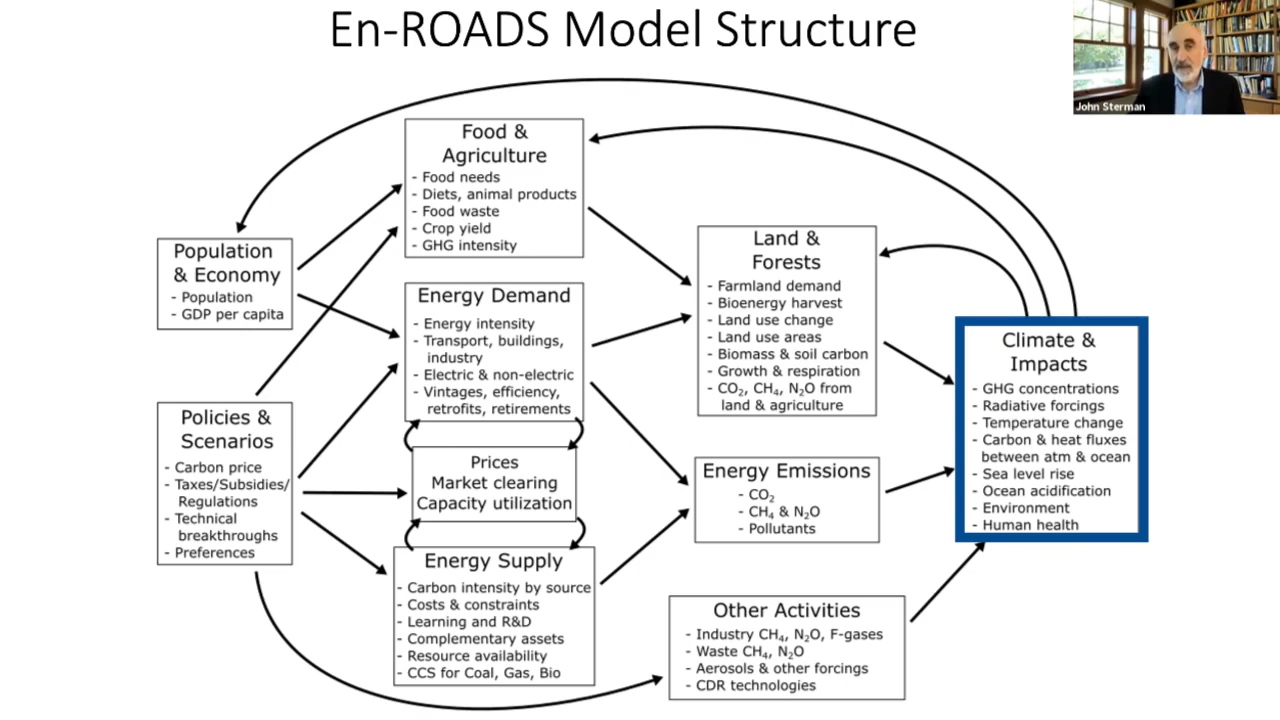 En-ROADS Model Structure
John Sterman
Food &
Agriculture
- Food needs
- Diets, animal products
- Food waste
- Crop yield
- GHG intensity
Population
& Economy
- Population
- GDP per capita
Energy Demand
- Energy intensity
- Transport, buildings,
industry
- Electric & non-electric
- Vintages, efficiency,
retrofits, retirements
Land &
Forests
- Farmland demand
- Bioenergy harvest
- Land use change
- Land use areas
- Biomass & soil carbon
- Growth & respiration
- CO₂, CH₄, N₂O from
land & agriculture
Climate &
Impacts
- GHG concentrations
- Radiative forcings
- Temperature change
- Carbon & heat fluxes
between atm & ocean
- Sea level rise
- Ocean acidification
- Environment
- Human health
Policies &
Scenarios
- Carbon price
- Taxes/Subsidies/
Regulations
- Technical
breakthroughs
- Preferences
Prices
Market clearing
Capacity utilization
Energy Emissions
- CO₂
- CH₄ & N₂O
- Pollutants
Energy Supply
- Carbon intensity by source
- Costs & constraints
- Learning and R&D
- Complementary assets
- Resource availability
- CCS for Coal, Gas, Bio
Other Activities
- Industry CH₄, N₂O, F-gases
- Waste CH₄, N₂O
- Aerosols & other forcings
- CDR technologies